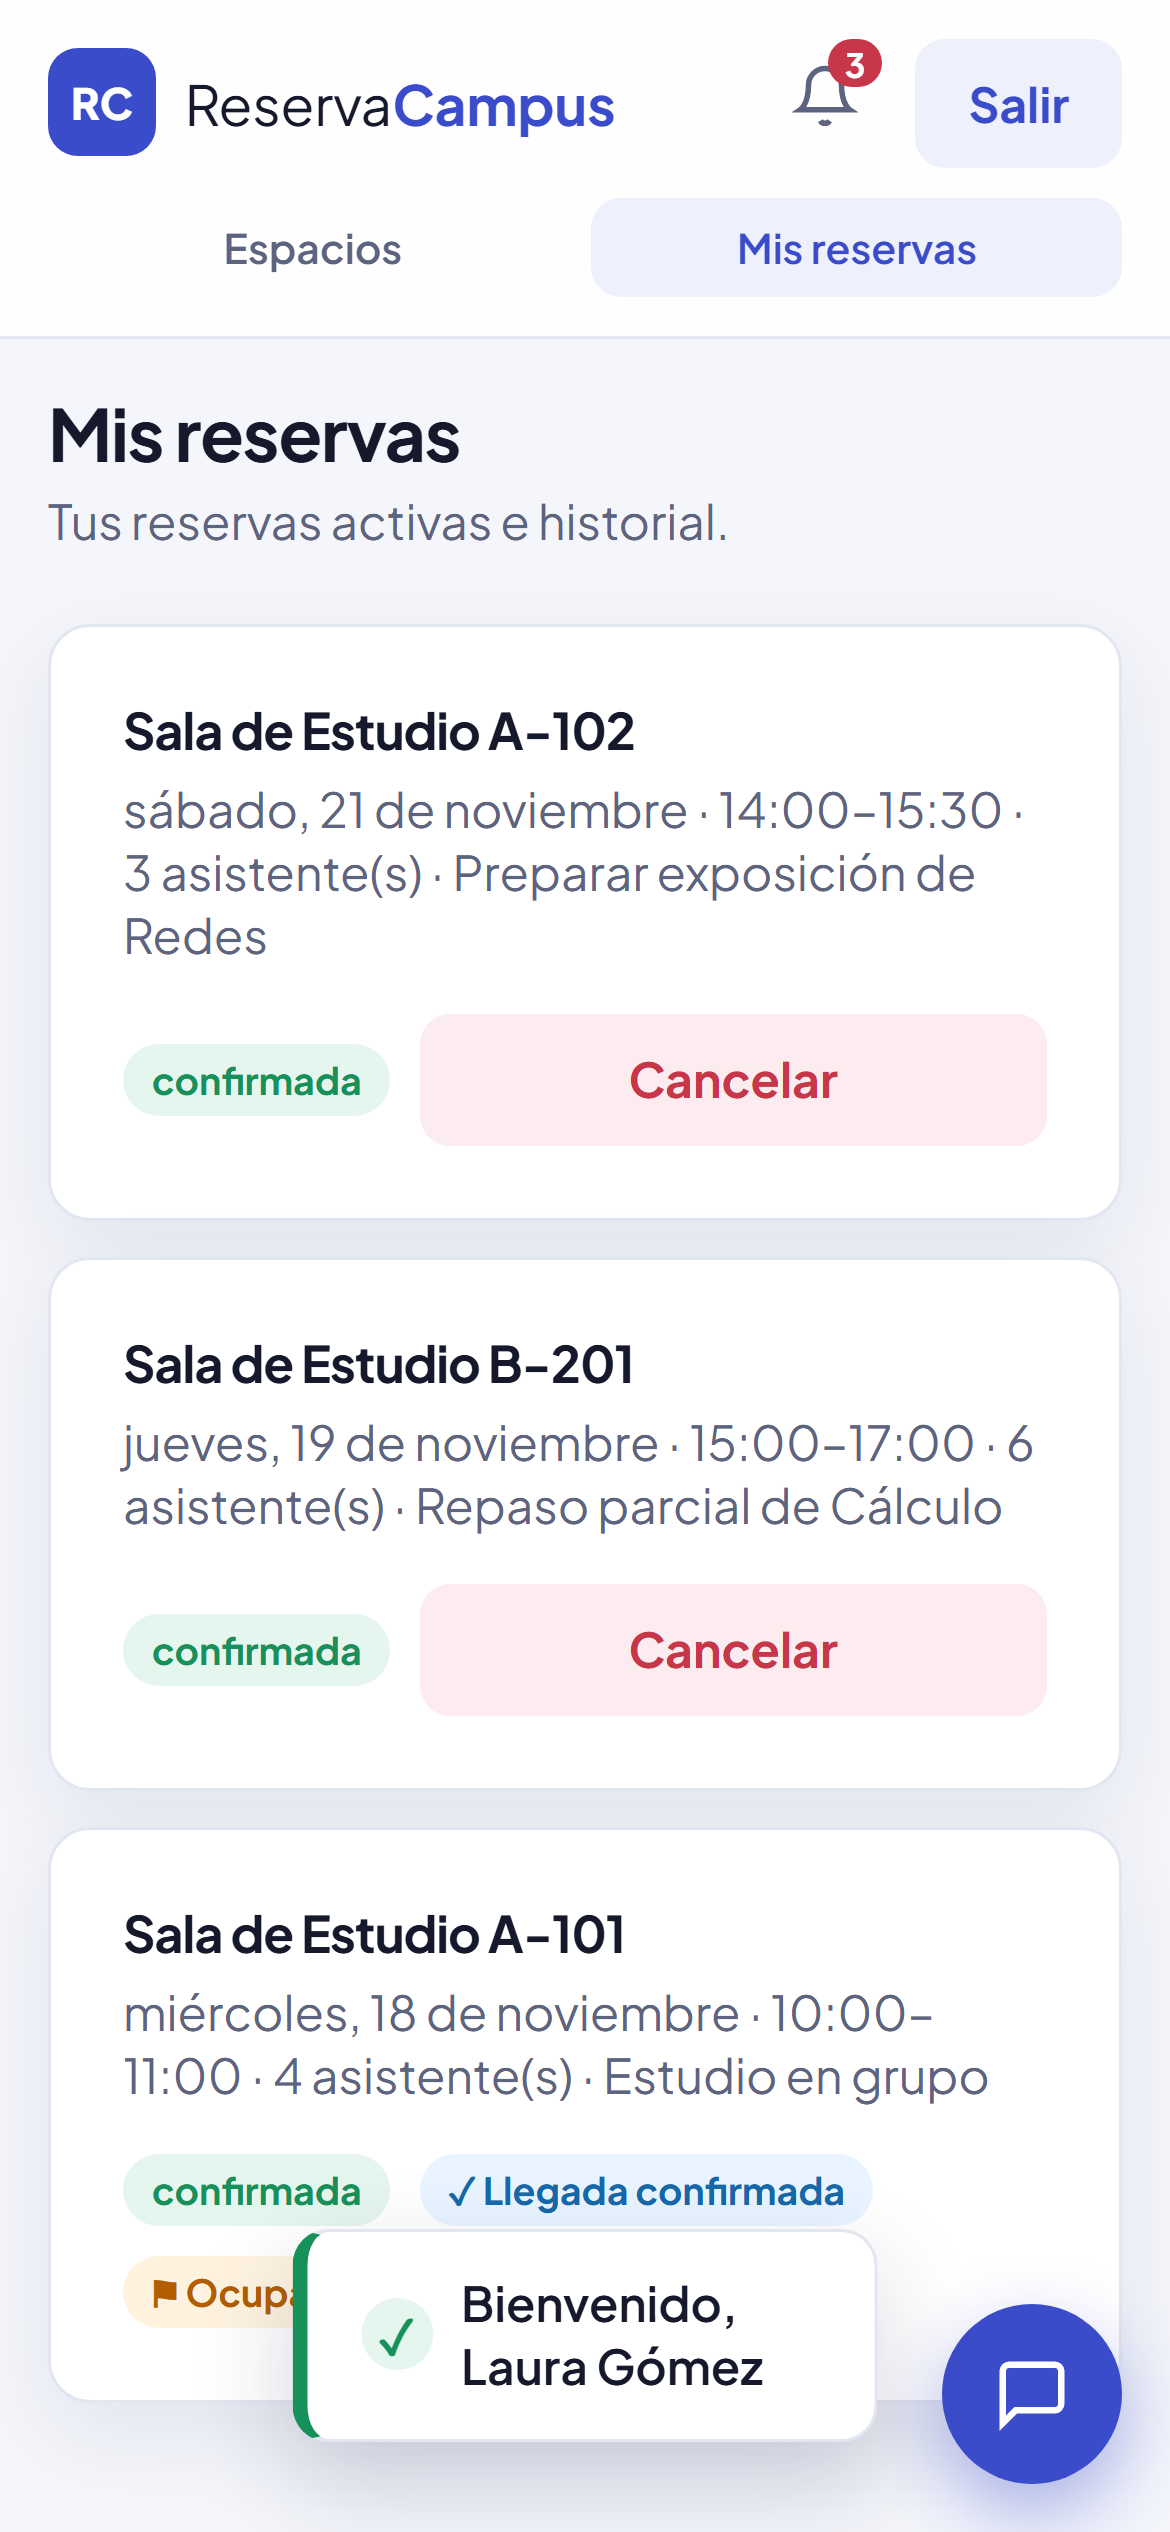 RC ReservaCampus 3 Salir
Espacios Mis reservas
Mis reservas
Tus reservas activas e historial.
Sala de Estudio A-102
sábado, 21 de noviembre · 14:00–15:30 ·
3 asistente(s) · Preparar exposición de
Redes
confirmada Cancelar
Sala de Estudio B-201
jueves, 19 de noviembre · 15:00–17:00 · 6
asistente(s) · Repaso parcial de Cálculo
confirmada Cancelar
Sala de Estudio A-101
miércoles, 18 de noviembre · 10:00–
11:00 · 4 asistente(s) · Estudio en grupo
confirmada ✓ Llegada confirmada
⚑
✓ Bienvenido,
Laura Gómez